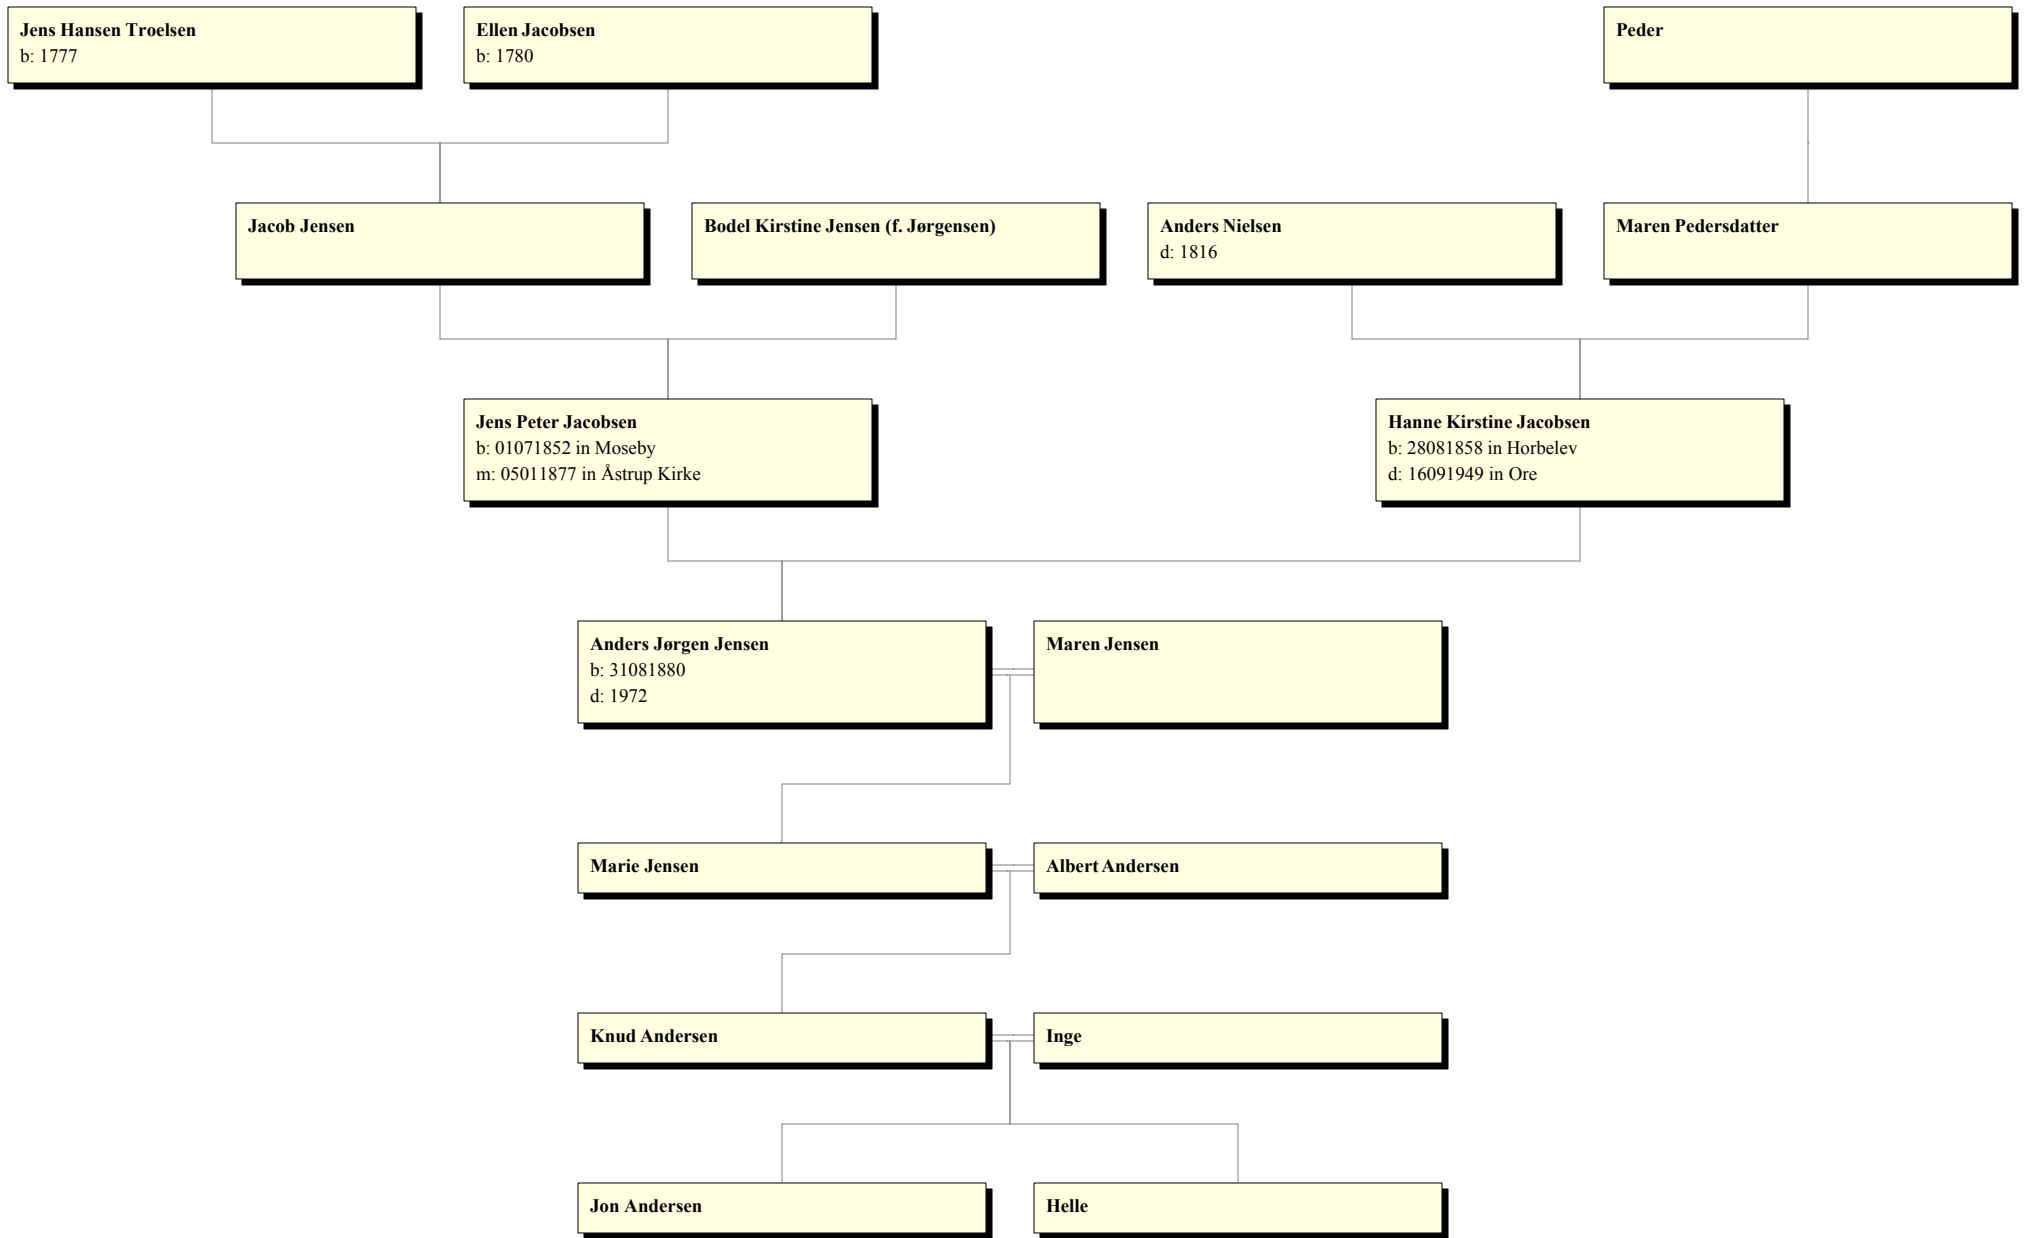 Jens Hansen Troelsen
b: 1777
Ellen Jacobsen
b: 1780
Peder
Jacob Jensen
Bodel Kirstine Jensen (f. Jørgensen)
Anders Nielsen
d: 1816
Maren Pedersdatter
Jens Peter Jacobsen
b: 01071852 in Moseby
m: 05011877 in Åstrup Kirke
Hanne Kirstine Jacobsen
b: 28081858 in Horbelev
d: 16091949 in Ore
Anders Jørgen Jensen
b: 31081880
d: 1972
Maren Jensen
Marie Jensen
Albert Andersen
Knud Andersen
Inge
Jon Andersen
Helle